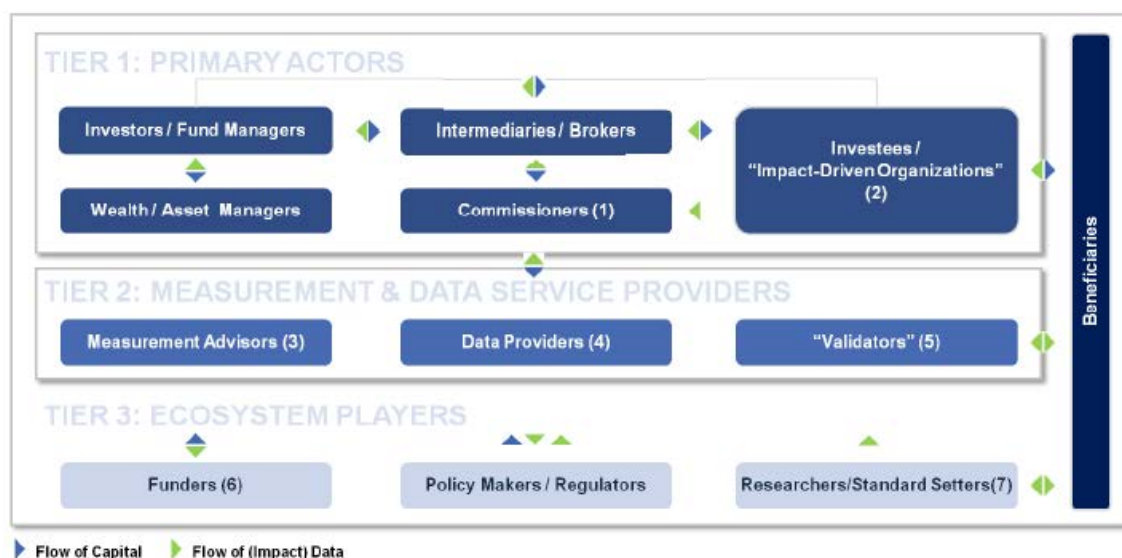 TIER 1: PRIMARY ACTORS
Investors / Fund Managers
Intermediaries / Brokers
Investees /
“Impact-Driven Organizations”
(2)
Wealth / Asset Managers
Commissioners (1)
TIER 2: MEASUREMENT & DATA SERVICE PROVIDERS
Measurement Advisors (3)
Data Providers (4)
“Validators” (5)
TIER 3: ECOSYSTEM PLAYERS
Funders (6)
Policy Makers / Regulators
Researchers/Standard Setters(7)
Beneficiaries
Flow of Capital
Flow of (Impact) Data